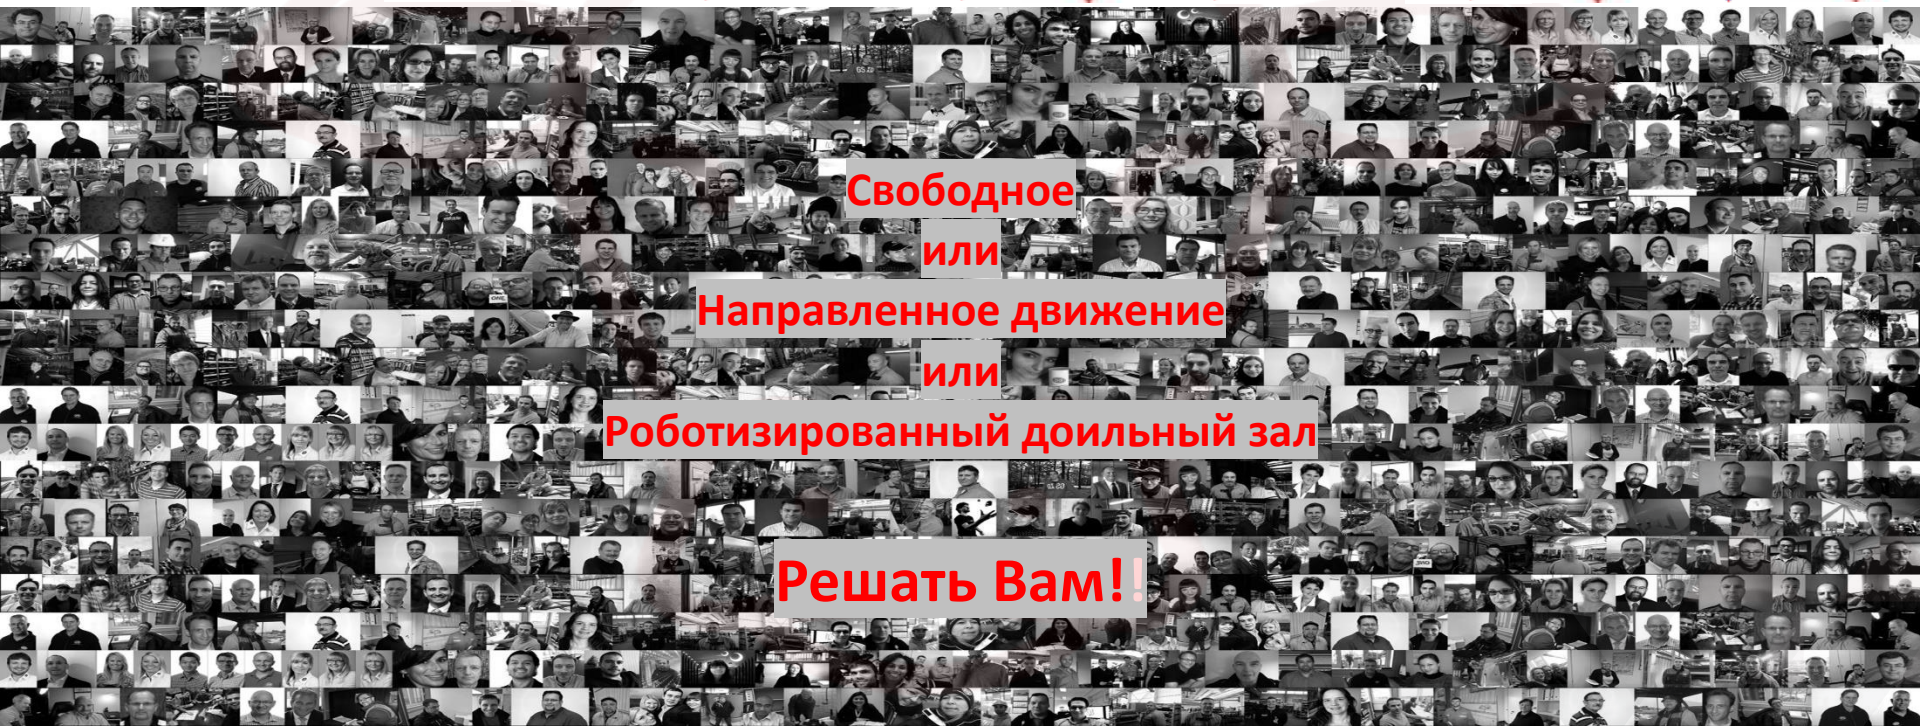 Свободное
или
Направленное движение
или
Роботизированный доильный зал
Решать Вам!!